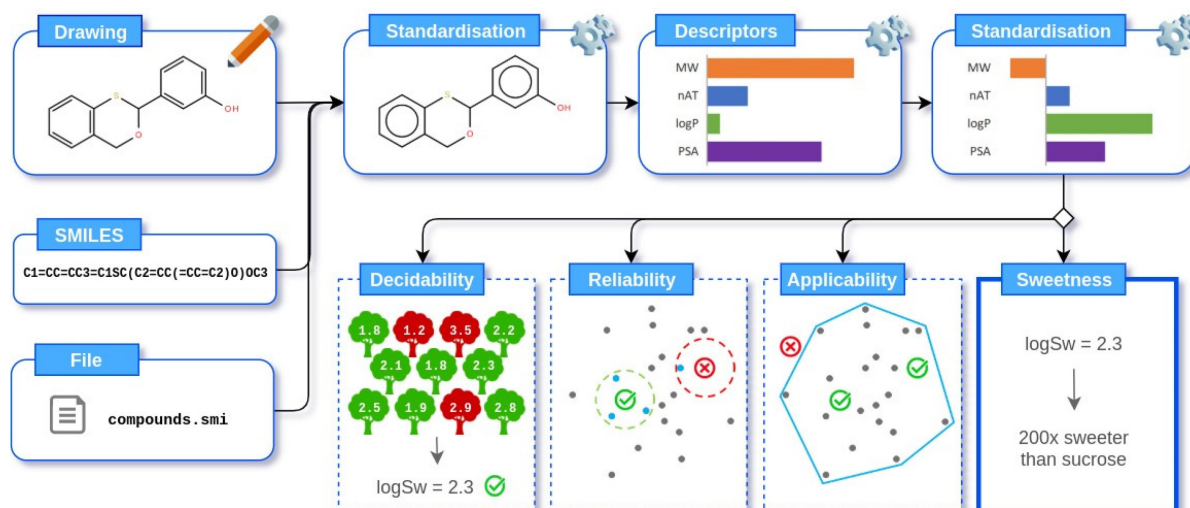 Drawing
S
O
OH
SMILES
C1=CC=CC3=C1SC(C2=CC(=CC=C2)O)OC3
File
compounds.smi
Standardisation
S
O
OH
Descriptors
MW
nAT
logP
PSA
Standardisation
MW
nAT
logP
PSA
Decidability
1.8 1.2 3.5 2.2
2.1 1.8 2.3
2.5 1.9 2.9 2.8
logSw = 2.3
Reliability
Applicability
Sweetness
logSw = 2.3
200x sweeter
than sucrose